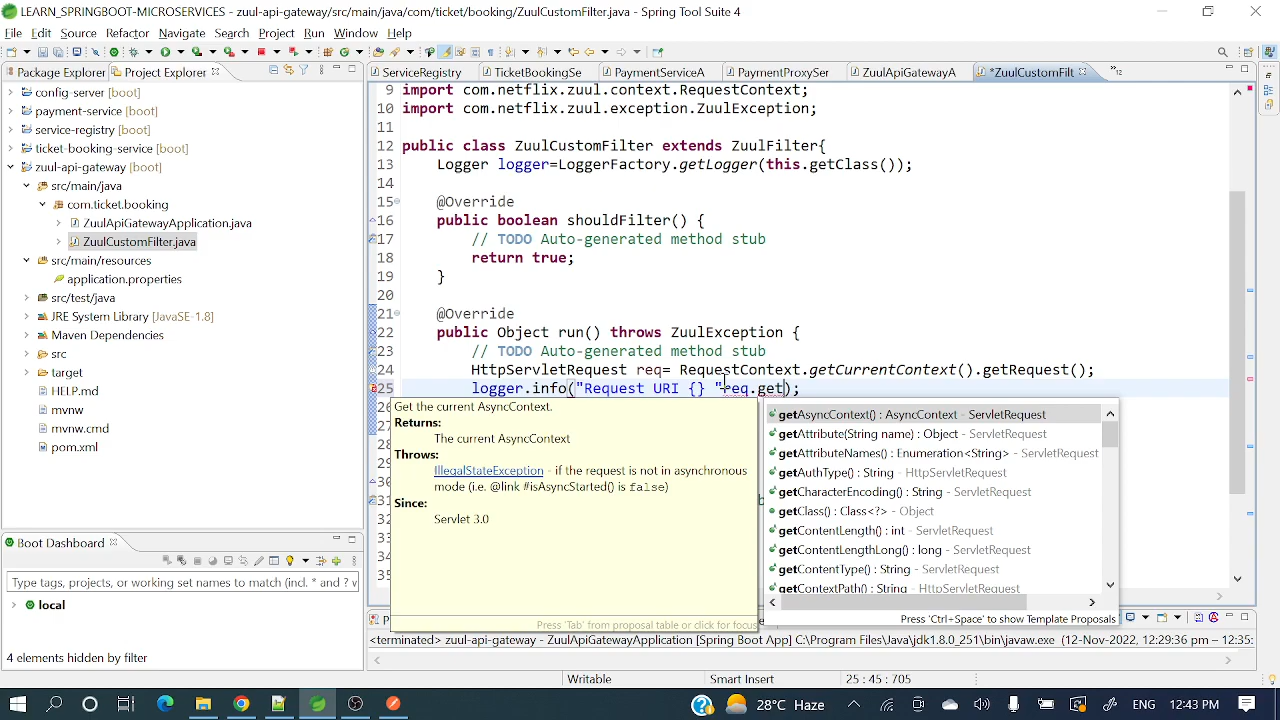 LEARN_SPRINGBOOT-MICROSERVICES - zuul-api-gateway/src/main/java/com/ticket/booking/ZuulCustomFilter.java - Spring Tool Suite 4
File Edit Source Refactor Navigate Search Project Run Window Help
Package Explorer Project Explorer
config-server [boot]
payment-service [boot]
service-registry [boot]
ticket-booking-service [boot]
zuul-api-gateway [boot]
src/main/java
com.ticket.booking
ZuulApiGatewayApplication.java
ZuulCustomFilter.java
src/main/resources
application.properties
src/test/java
JRE System Library [JavaSE-1.8]
Maven Dependencies
src
target
HELP.md
mvnw
mvnw.cmd
pom.xml
Boot Dashboard
Type tags, projects, or working set names to match (incl. * and ? v
local
4 elements hidden by filter
ServiceRegistry TicketBookingSe PaymentServiceA PaymentProxySer ZuulApiGatewayA *ZuulCustomFilt »12
9 import com.netflix.zuul.context.RequestContext;
10 import com.netflix.zuul.exception.ZuulException;
11
12 public class ZuulCustomFilter extends ZuulFilter{
13 Logger logger=LoggerFactory.getLogger(this.getClass());
14
15 @Override
16 public boolean shouldFilter() {
17 // TODO Auto-generated method stub
18 return true;
19 }
20
21 @Override
22 public Object run() throws ZuulException {
23 // TODO Auto-generated method stub
24 HttpServletRequest req= RequestContext.getCurrentContext().getRequest();
25 logger.info("Request URI {} "req.get);
Get the current AsyncContext.
Returns:
The current AsyncContext
Throws:
IllegalStateException - if the request is not in asynchronous
mode (i.e. @link #isAsyncStarted() is false)
Since:
Servlet 3.0
Press 'Tab' from proposal table or click for focus
getAsyncContext() : AsyncContext - ServletRequest
getAttribute(String name) : Object - ServletRequest
getAttributeNames() : Enumeration<String> - ServletRequest
getAuthType() : String - HttpServletRequest
getCharacterEncoding() : String - ServletRequest
getClass() : Class<?> - Object
getContentLength() : int - ServletRequest
getContentLengthLong() : long - ServletRequest
getContentType() : String - ServletRequest
getContextPath() : String - HttpServletRequest
Press 'Ctrl+Space' to show Template Proposals
<terminated> zuul-api-gateway - ZuulApiGatewayApplication [Spring Boot App] C:\Program Files\Java\jdk1.8.0_251\bin\javaw.exe (12-Nov-2022, 12:29:36 PM – 12:35:
Writable Smart Insert 25 : 45 : 705
28°C Haze 12:43 PM